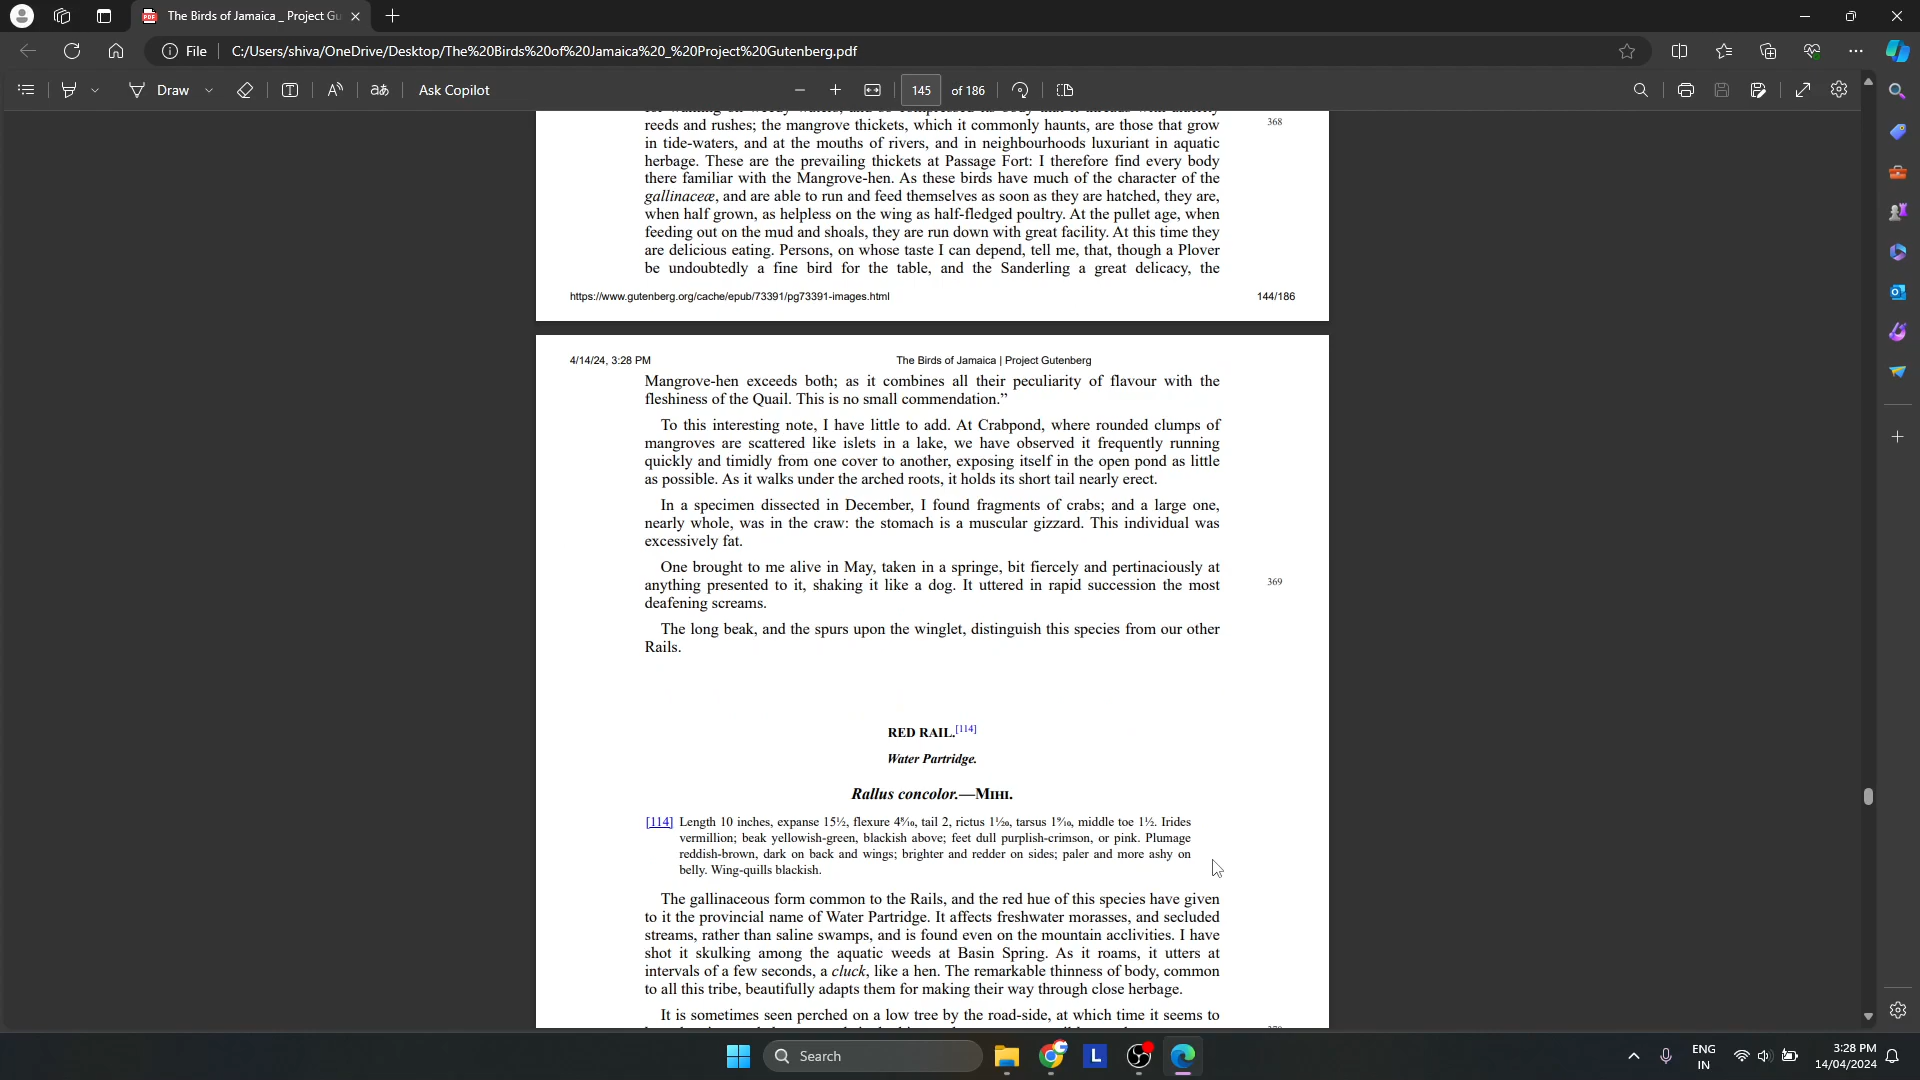 The Birds of Jamaica _ Project Gu
File
C:/Users/shiva/OneDrive/Desktop/The%20Birds%20of%20Jamaica%20_%20Project%20Gutenberg.pdf
Draw
aあ
Ask Copilot
145 of 186
reeds and rushes; the mangrove thickets, which it commonly haunts, are those that grow
368
in tide-waters, and at the mouths of rivers, and in neighbourhoods luxuriant in aquatic
herbage. These are the prevailing thickets at Passage Fort: I therefore find every body
there familiar with the Mangrove-hen. As these birds have much of the character of the
gallinaceæ, and are able to run and feed themselves as soon as they are hatched, they are,
when half grown, as helpless on the wing as half-fledged poultry. At the pullet age, when
feeding out on the mud and shoals, they are run down with great facility. At this time they
are delicious eating. Persons, on whose taste I can depend, tell me, that, though a Plover
be undoubtedly a fine bird for the table, and the Sanderling a great delicacy, the
https://www.gutenberg.org/cache/epub/73391/pg73391-images.html
144/186
4/14/24, 3:28 PM
The Birds of Jamaica | Project Gutenberg
Mangrove-hen exceeds both; as it combines all their peculiarity of flavour with the
fleshiness of the Quail. This is no small commendation.”
To this interesting note, I have little to add. At Crabpond, where rounded clumps of
mangroves are scattered like islets in a lake, we have observed it frequently running
quickly and timidly from one cover to another, exposing itself in the open pond as little
as possible. As it walks under the arched roots, it holds its short tail nearly erect.
In a specimen dissected in December, I found fragments of crabs; and a large one,
nearly whole, was in the craw: the stomach is a muscular gizzard. This individual was
excessively fat.
One brought to me alive in May, taken in a springe, bit fiercely and pertinaciously at
anything presented to it, shaking it like a dog. It uttered in rapid succession the most
369
deafening screams.
The long beak, and the spurs upon the winglet, distinguish this species from our other
Rails.
RED RAIL.[114]
Water Partridge.
Rallus concolor.—MIHI.
[114] Length 10 inches, expanse 15½, flexure 4⁸⁄₁₀, tail 2, rictus 1¹⁄₂₀, tarsus 1⁹⁄₁₀, middle toe 1½. Irides
vermillion; beak yellowish-green, blackish above; feet dull purplish-crimson, or pink. Plumage
reddish-brown, dark on back and wings; brighter and redder on sides; paler and more ashy on
belly. Wing-quills blackish.
The gallinaceous form common to the Rails, and the red hue of this species have given
to it the provincial name of Water Partridge. It affects freshwater morasses, and secluded
streams, rather than saline swamps, and is found even on the mountain acclivities. I have
shot it skulking among the aquatic weeds at Basin Spring. As it roams, it utters at
intervals of a few seconds, a cluck, like a hen. The remarkable thinness of body, common
to all this tribe, beautifully adapts them for making their way through close herbage.
It is sometimes seen perched on a low tree by the road-side, at which time it seems to
Search
L
ENG
IN
3:28 PM
14/04/2024